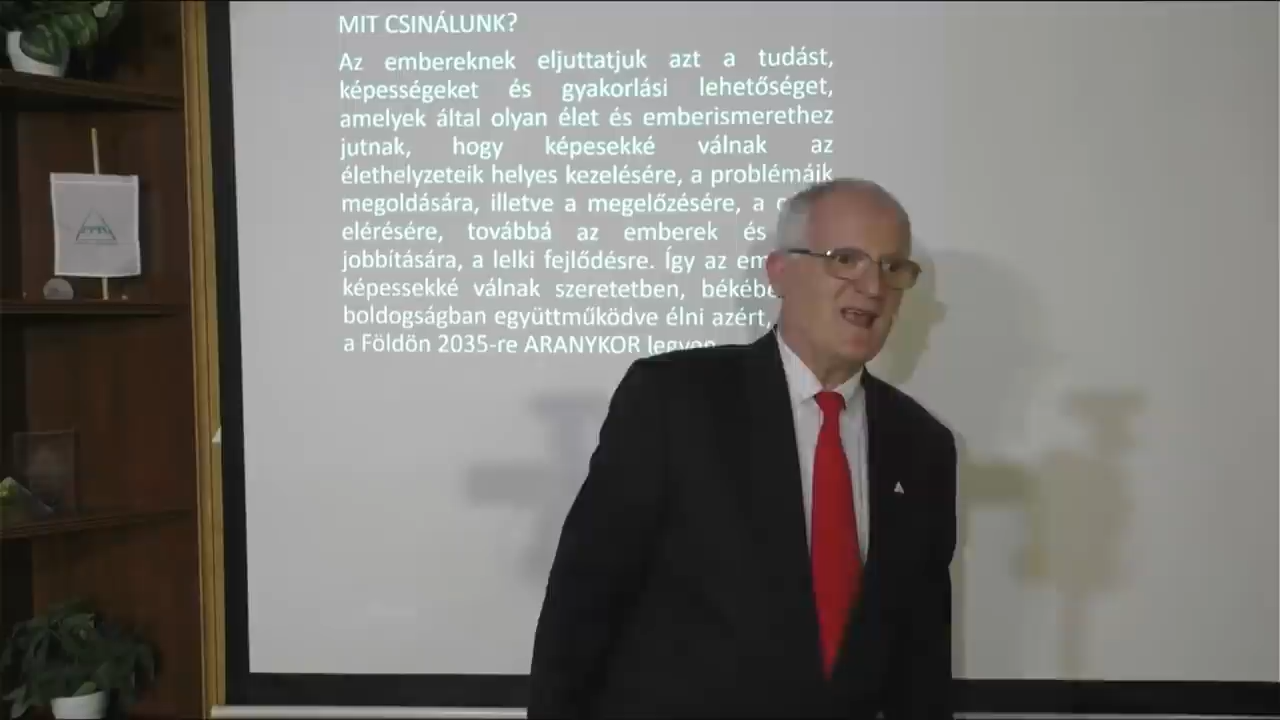 MIT CSINÁLUNK?
Az embereknek eljuttatjuk azt a tudást,
képességeket és gyakorlási lehetőséget,
amelyek által olyan élet és emberismerethez
jutnak, hogy képesekké válnak az
élethelyzeteik helyes kezelésére, a problémáik
megoldására, illetve a megelőzésére, a
elérésére, továbbá az emberek és
jobbítására, a lelki fejlődésre. Így az
képessekké válnak szeretetben,
boldogságban együttműködve élni azért,
a Földön 2035-re ARANYKOR legyen